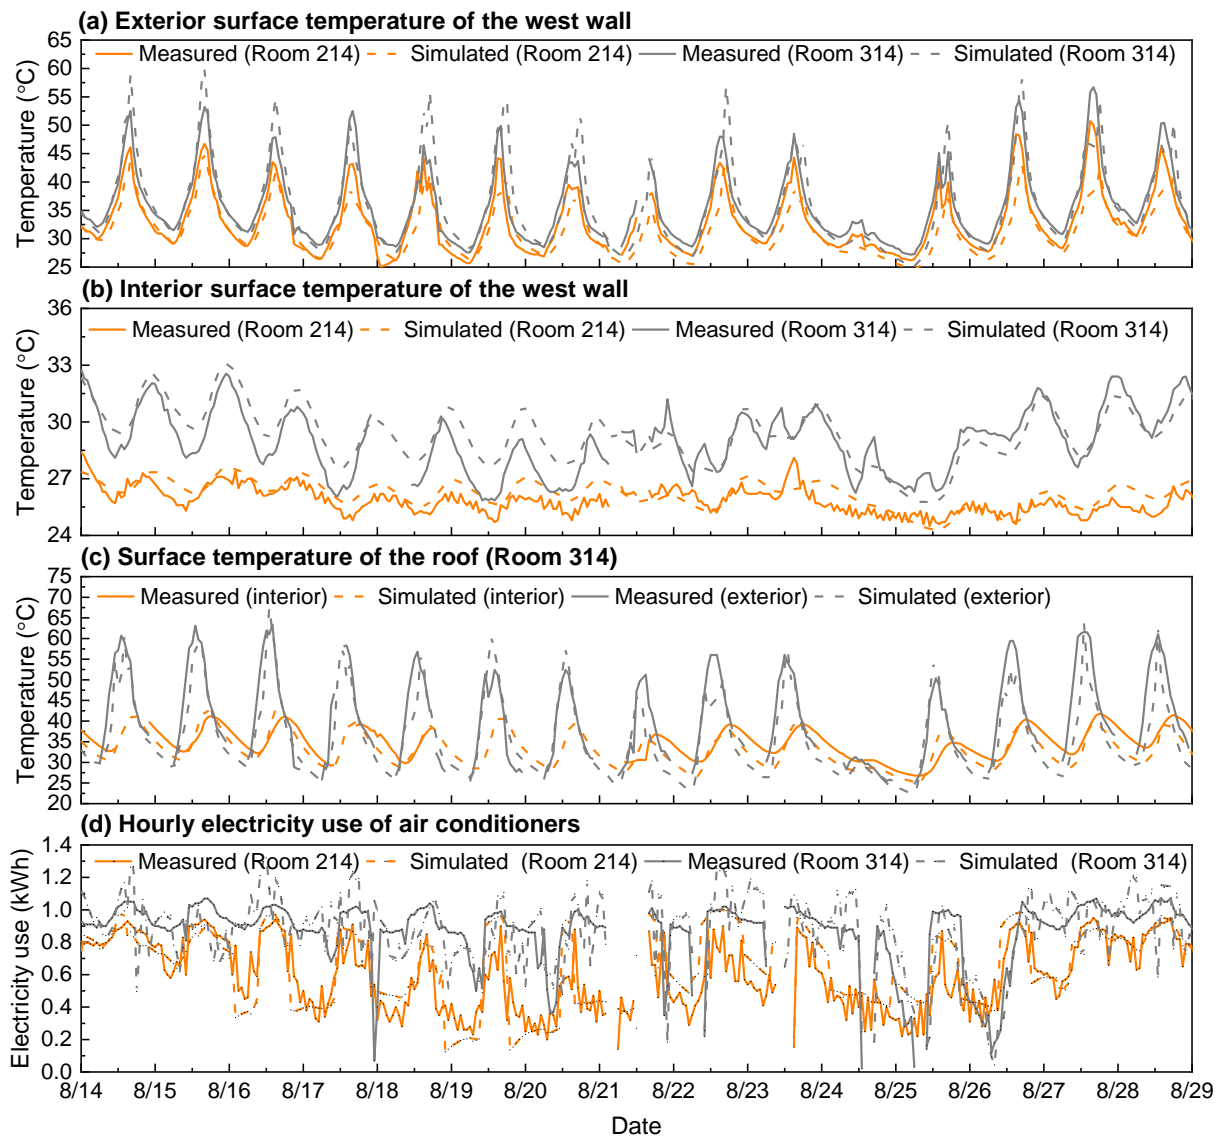 (a) Exterior surface temperature of the west wall
Measured (Room 214) Simulated (Room 214) Measured (Room 314) Simulated (Room 314)
65
60
55
50
45
40
35
30
25
Temperature (°C)
(b) Interior surface temperature of the west wall
Measured (Room 214) Simulated (Room 214) Measured (Room 314) Simulated (Room 314)
36
33
30
27
24
Temperature (°C)
(c) Surface temperature of the roof (Room 314)
Measured (interior) Simulated (interior) Measured (exterior) Simulated (exterior)
75
70
65
60
55
50
45
40
35
30
25
20
Temperature (°C)
(d) Hourly electricity use of air conditioners
Measured (Room 214) Simulated (Room 214) Measured (Room 314) Simulated (Room 314)
1.4
1.2
1.0
0.8
0.6
0.4
0.2
0.0
Electricity use (kWh)
8/14 8/15 8/16 8/17 8/18 8/19 8/20 8/21 8/22 8/23 8/24 8/25 8/26 8/27 8/28 8/29
Date